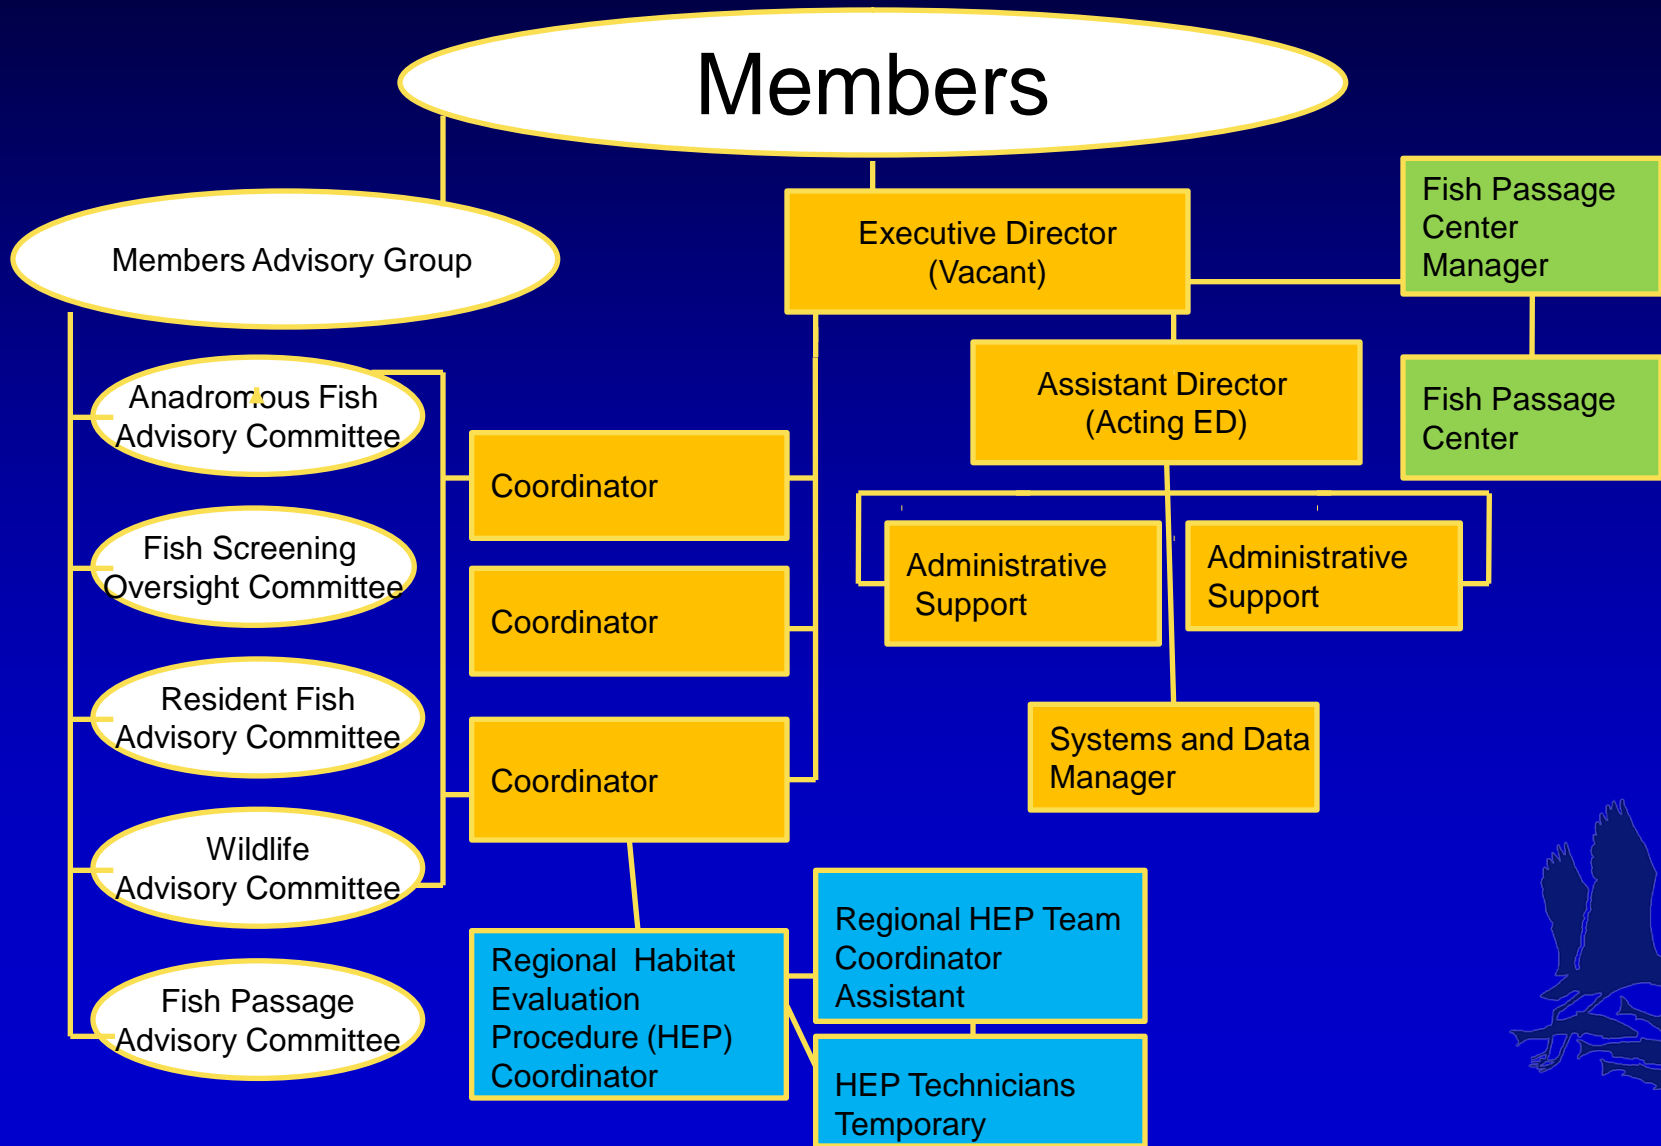 Members
Members Advisory Group
Executive Director
(Vacant)
Fish Passage
Center
Manager
Assistant Director
(Acting ED)
Fish Passage
Center
Anadromous Fish
Advisory Committee
Coordinator
Fish Screening
Oversight Committee
Coordinator
Administrative
Support
Administrative
Support
Resident Fish
Advisory Committee
Coordinator
Systems and Data
Manager
Wildlife
Advisory Committee
Regional Habitat
Evaluation
Procedure (HEP)
Coordinator
Regional HEP Team
Coordinator
Assistant
Fish Passage
Advisory Committee
HEP Technicians
Temporary